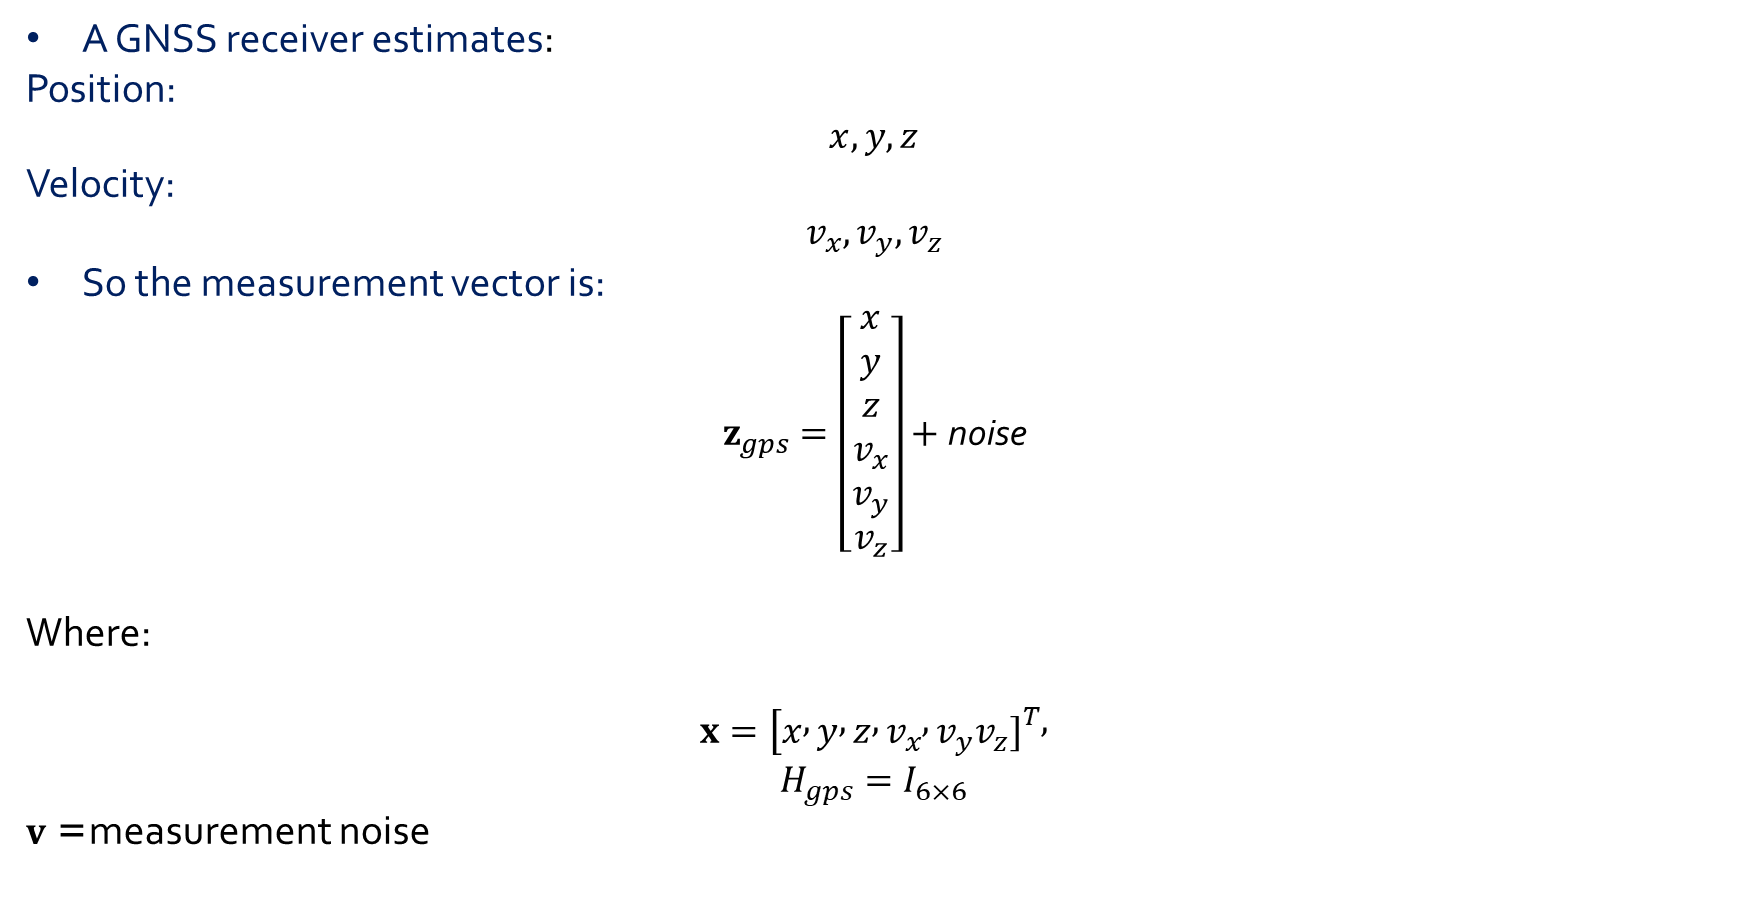 • A GNSS receiver estimates:
Position:
x, y, z
Velocity:
v_x, v_y, v_z
• So the measurement vector is:
𝐳_gps = [x y z v_x v_y v_z] + noise
Where:
𝐱 = [x, y, z, v_x, v_y v_z]^T,
H_gps = I_6×6
𝐯 =measurement noise